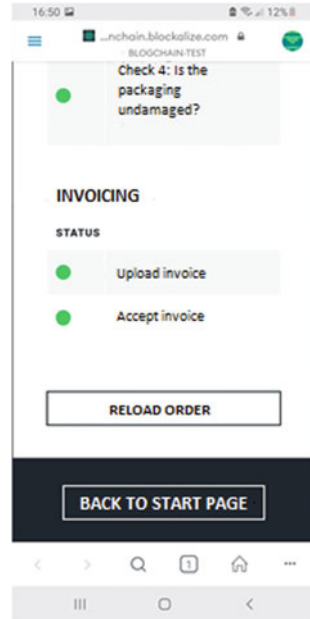 16:50
12%
...nchain.blockalize.com
BLOGCHAIN-TEST
Check 4: Is the
packaging
undamaged?
INVOICING
STATUS
Upload invoice
Accept invoice
RELOAD ORDER
BACK TO START PAGE
1